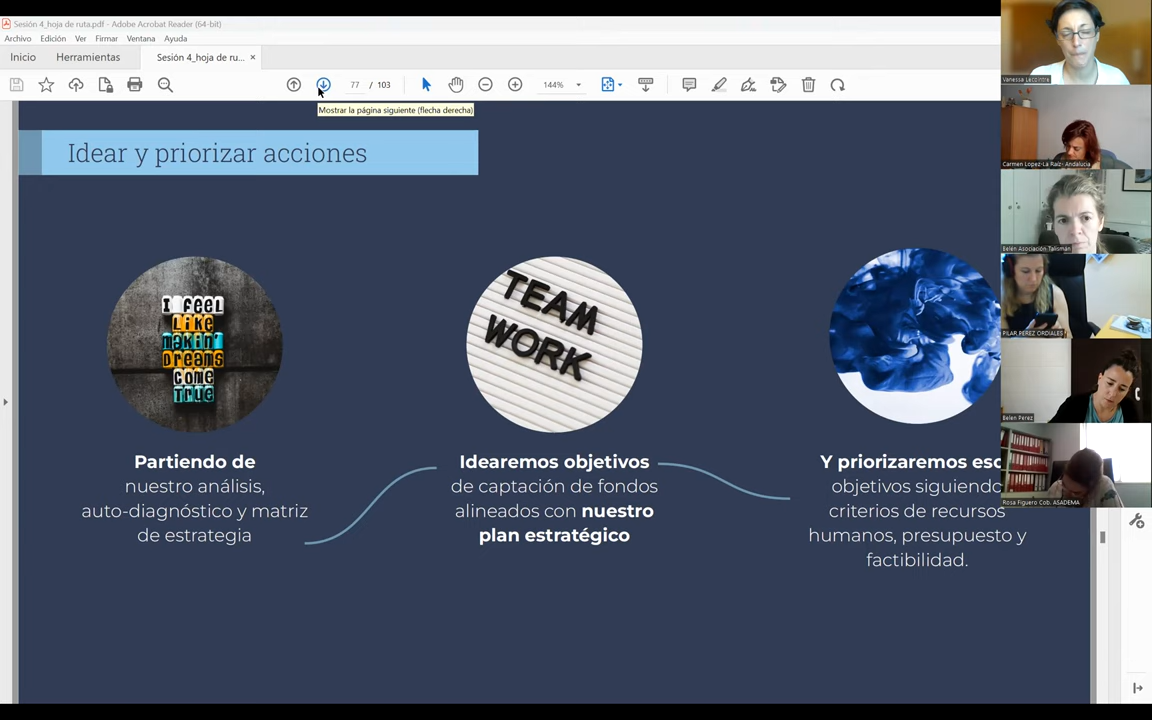 Sesión 4_hoja de ruta.pdf - Adobe Acrobat Reader (64-bit)
Archivo Edición Ver Firmar Ventana Ayuda
Inicio Herramientas Sesión 4_hoja de ru... ×
77 / 103 144%
Mostrar la página siguiente (flecha derecha)
Idear y priorizar acciones
I feel
Like
makin'
Dreams
come
True
TEAM
WORK
Partiendo de
nuestro análisis,
auto-diagnóstico y matriz
de estrategia
Idearemos objetivos
de captación de fondos
alineados con nuestro
plan estratégico
Y priorizaremos eso
objetivos siguiendo
criterios de recursos
humanos, presupuesto y
factibilidad.
Vanessa Lecointre
Carmen Lopez-La Raíz- Andalucia
Belén Asociación Talismán
PILAR PEREZ ORDIALES
Belen Perez
Rosa Figuero Cob. ASADEMA